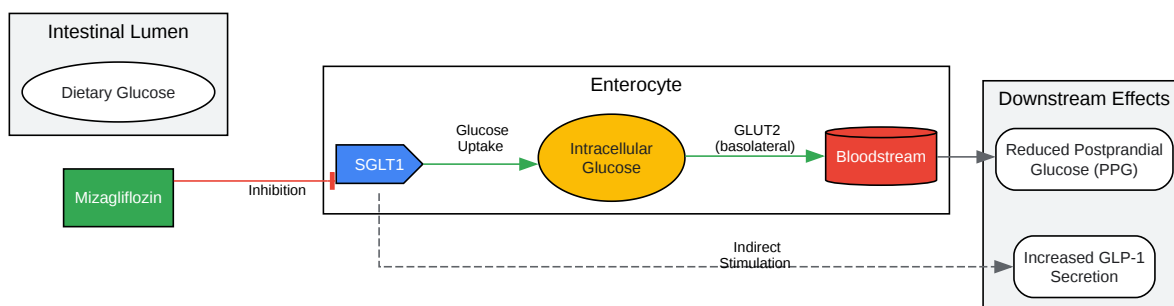 Intestinal Lumen
Dietary Glucose
Mizagliflozin
Inhibition
Enterocyte
SGLT1
Glucose
Uptake
Intracellular
Glucose
GLUT2
(basolateral)
Bloodstream
Indirect
Stimulation
Downstream Effects
Reduced Postprandial
Glucose (PPG)
Increased GLP-1
Secretion